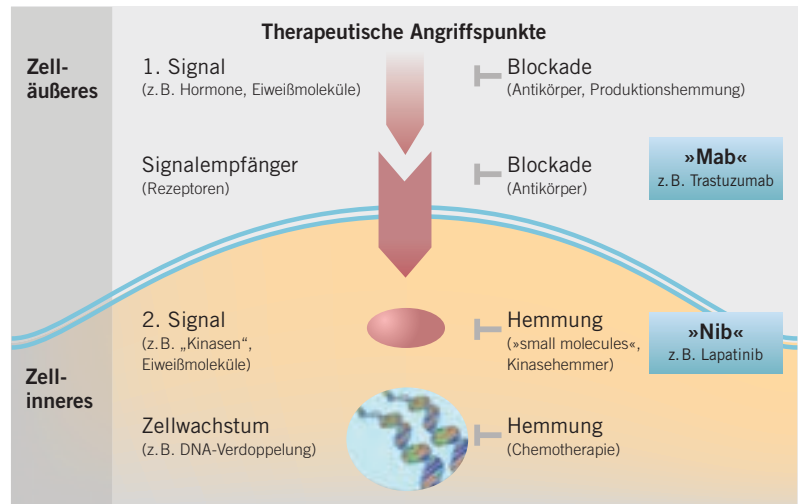 Therapeutische Angriffspunkte
Zell-
äußeres
1. Signal
(z. B. Hormone, Eiweißmoleküle)
Blockade
(Antikörper, Produktionshemmung)
Signalempfänger
(Rezeptoren)
Blockade
(Antikörper)
»Mab«
z. B. Trastuzumab
2. Signal
(z. B. „Kinasen“,
Eiweißmoleküle)
Hemmung
(»small molecules«,
Kinasehemmer)
»Nib«
z. B. Lapatinib
Zell-
inneres
Zellwachstum
(z. B. DNA-Verdoppelung)
Hemmung
(Chemotherapie)